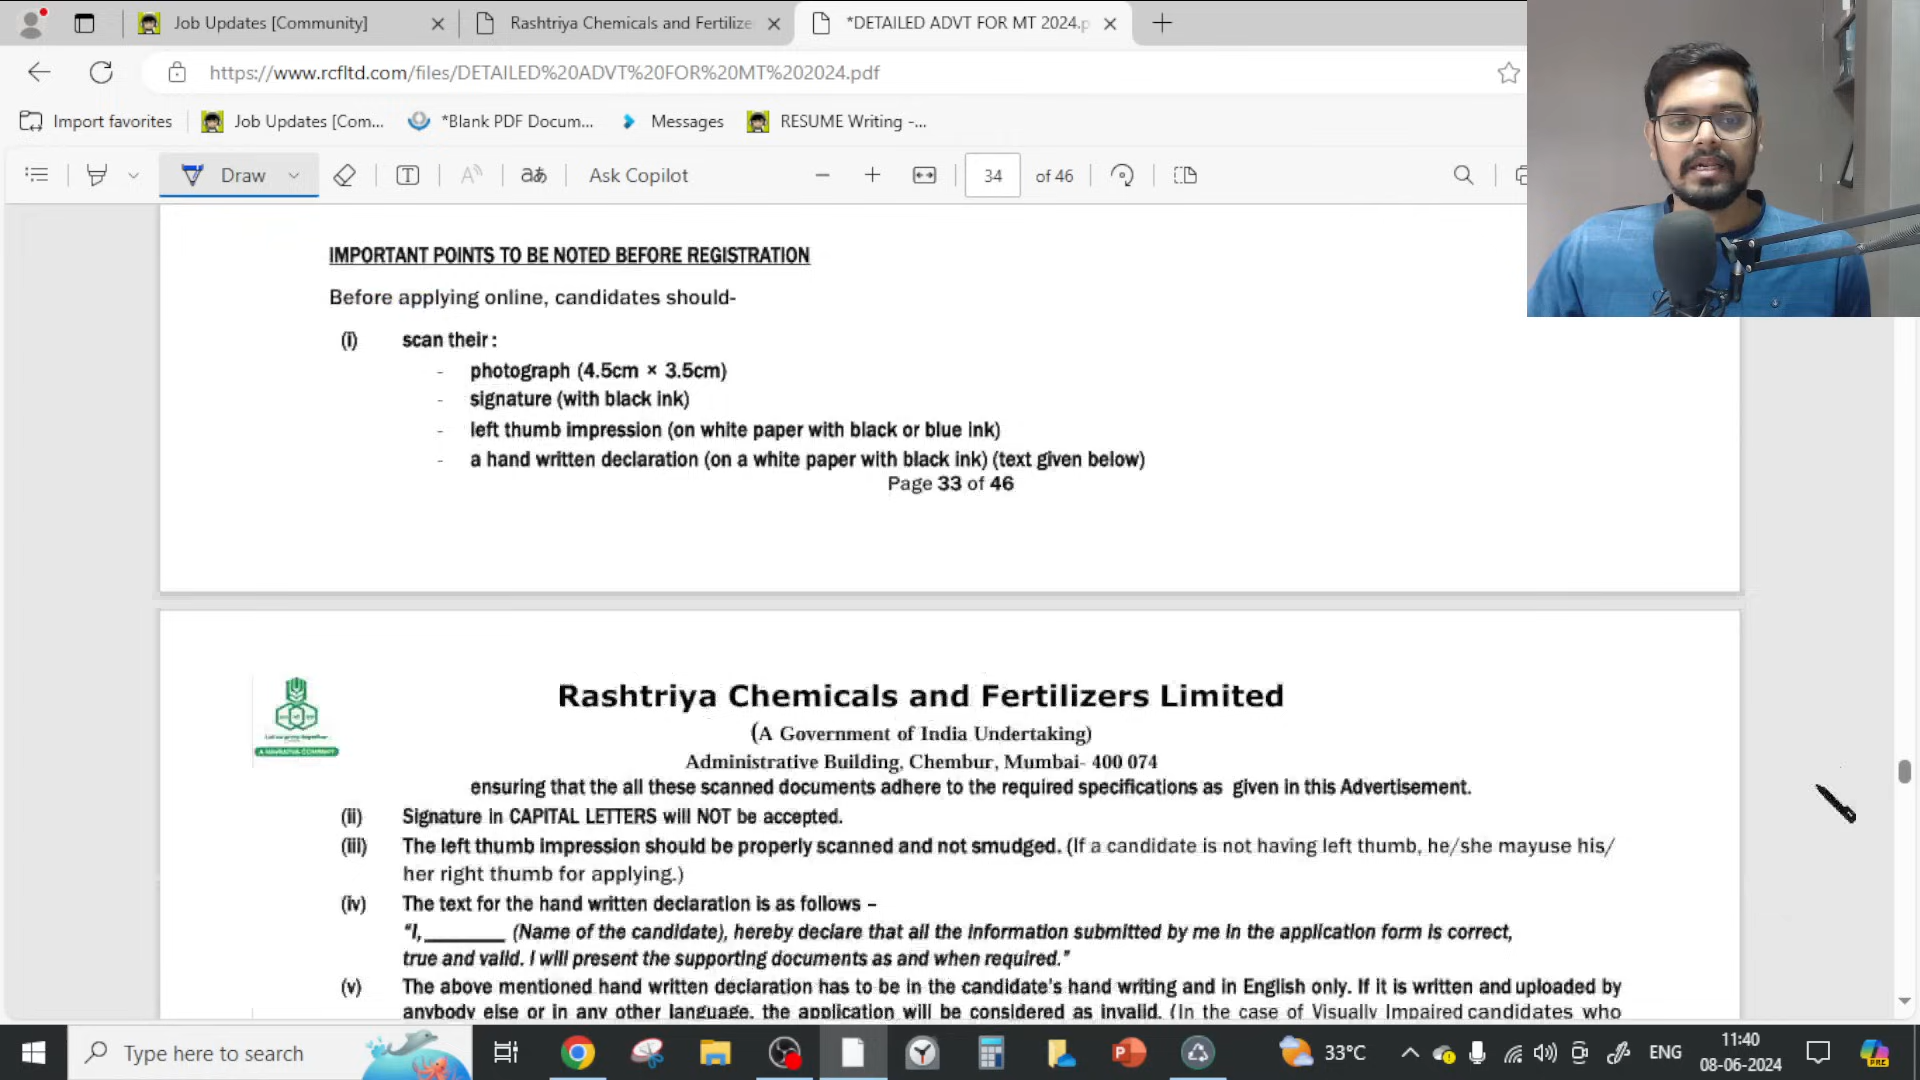 Job Updates [Community]
Rashtriya Chemicals and Fertilize
*DETAILED ADVT FOR MT 2024.p
https://www.rcfltd.com/files/DETAILED%20ADVT%20FOR%20MT%202024.pdf
Import favorites
Job Updates [Com...
*Blank PDF Docum...
Messages
RESUME Writing -...
Draw
Ask Copilot
34 of 46
IMPORTANT POINTS TO BE NOTED BEFORE REGISTRATION
Before applying online, candidates should-
(i) scan their :
- photograph (4.5cm × 3.5cm)
- signature (with black ink)
- left thumb impression (on white paper with black or blue ink)
- a hand written declaration (on a white paper with black ink) (text given below)
Page 33 of 46
Rashtriya Chemicals and Fertilizers Limited
(A Government of India Undertaking)
Administrative Building, Chembur, Mumbai- 400 074
ensuring that the all these scanned documents adhere to the required specifications as given in this Advertisement.
(ii) Signature in CAPITAL LETTERS will NOT be accepted.
(iii) The left thumb impression should be properly scanned and not smudged. (If a candidate is not having left thumb, he/she mayuse his/
her right thumb for applying.)
(iv) The text for the hand written declaration is as follows –
“I,_______ (Name of the candidate), hereby declare that all the information submitted by me in the application form is correct,
true and valid. I will present the supporting documents as and when required.”
(v) The above mentioned hand written declaration has to be in the candidate's hand writing and in English only. If it is written and uploaded by
anybody else or in any other language, the application will be considered as invalid. (In the case of Visually Impaired candidates who
Type here to search
33°C
ENG
11:40
08-06-2024